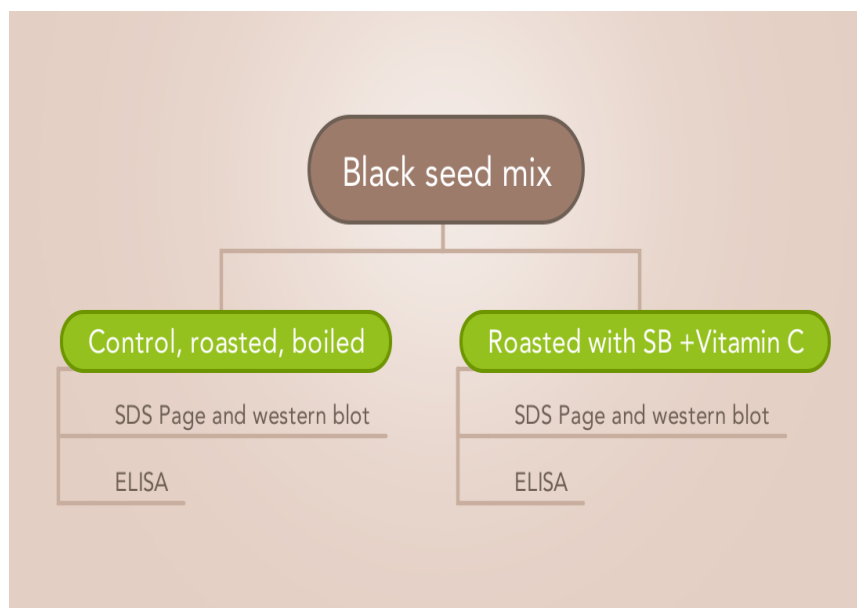 Black seed mix
Control, roasted, boiled
Roasted with SB +Vitamin C
SDS Page and western blot
SDS Page and western blot
ELISA
ELISA